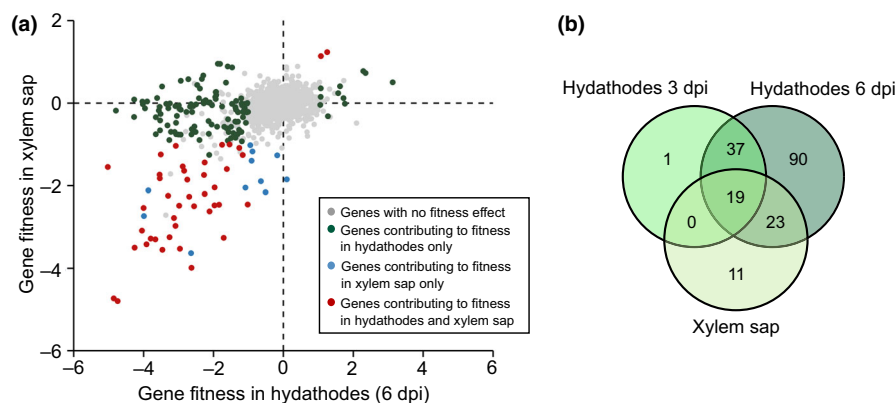 (a)
2
0
−2
−4
−6
Gene fitness in xylem sap
−6
−4
−2
0
2
4
6
Gene fitness in hydathodes (6 dpi)
Genes with no fitness effect
Genes contributing to fitness
in hydathodes only
Genes contributing to fitness
in xylem sap only
Genes contributing to fitness
in hydathodes and xylem sap
(b)
Hydathodes 3 dpi
Hydathodes 6 dpi
1
37
90
19
0
23
11
Xylem sap